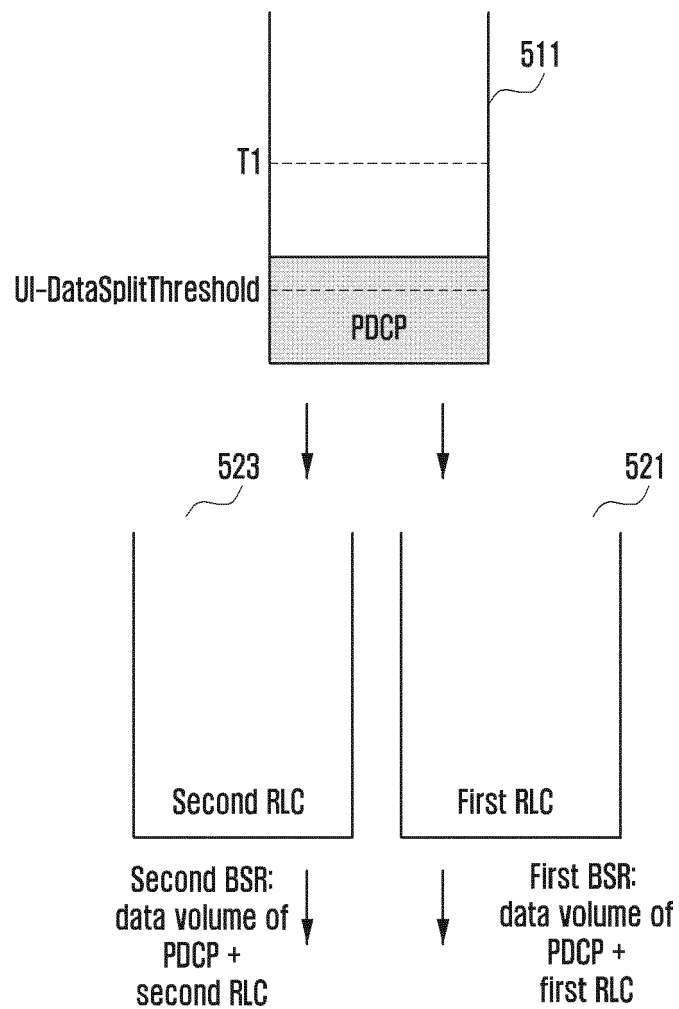 511
T1
Ul-DataSplitThreshold
PDCP
523
521
Second RLC
First RLC
Second BSR:
data volume of
PDCP +
second RLC
First BSR:
data volume of
PDCP +
first RLC